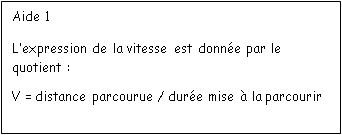 Aide 1
L'expression de la vitesse est donnée par le
quotient :
V = distance parcourue / durée mise à la parcourir